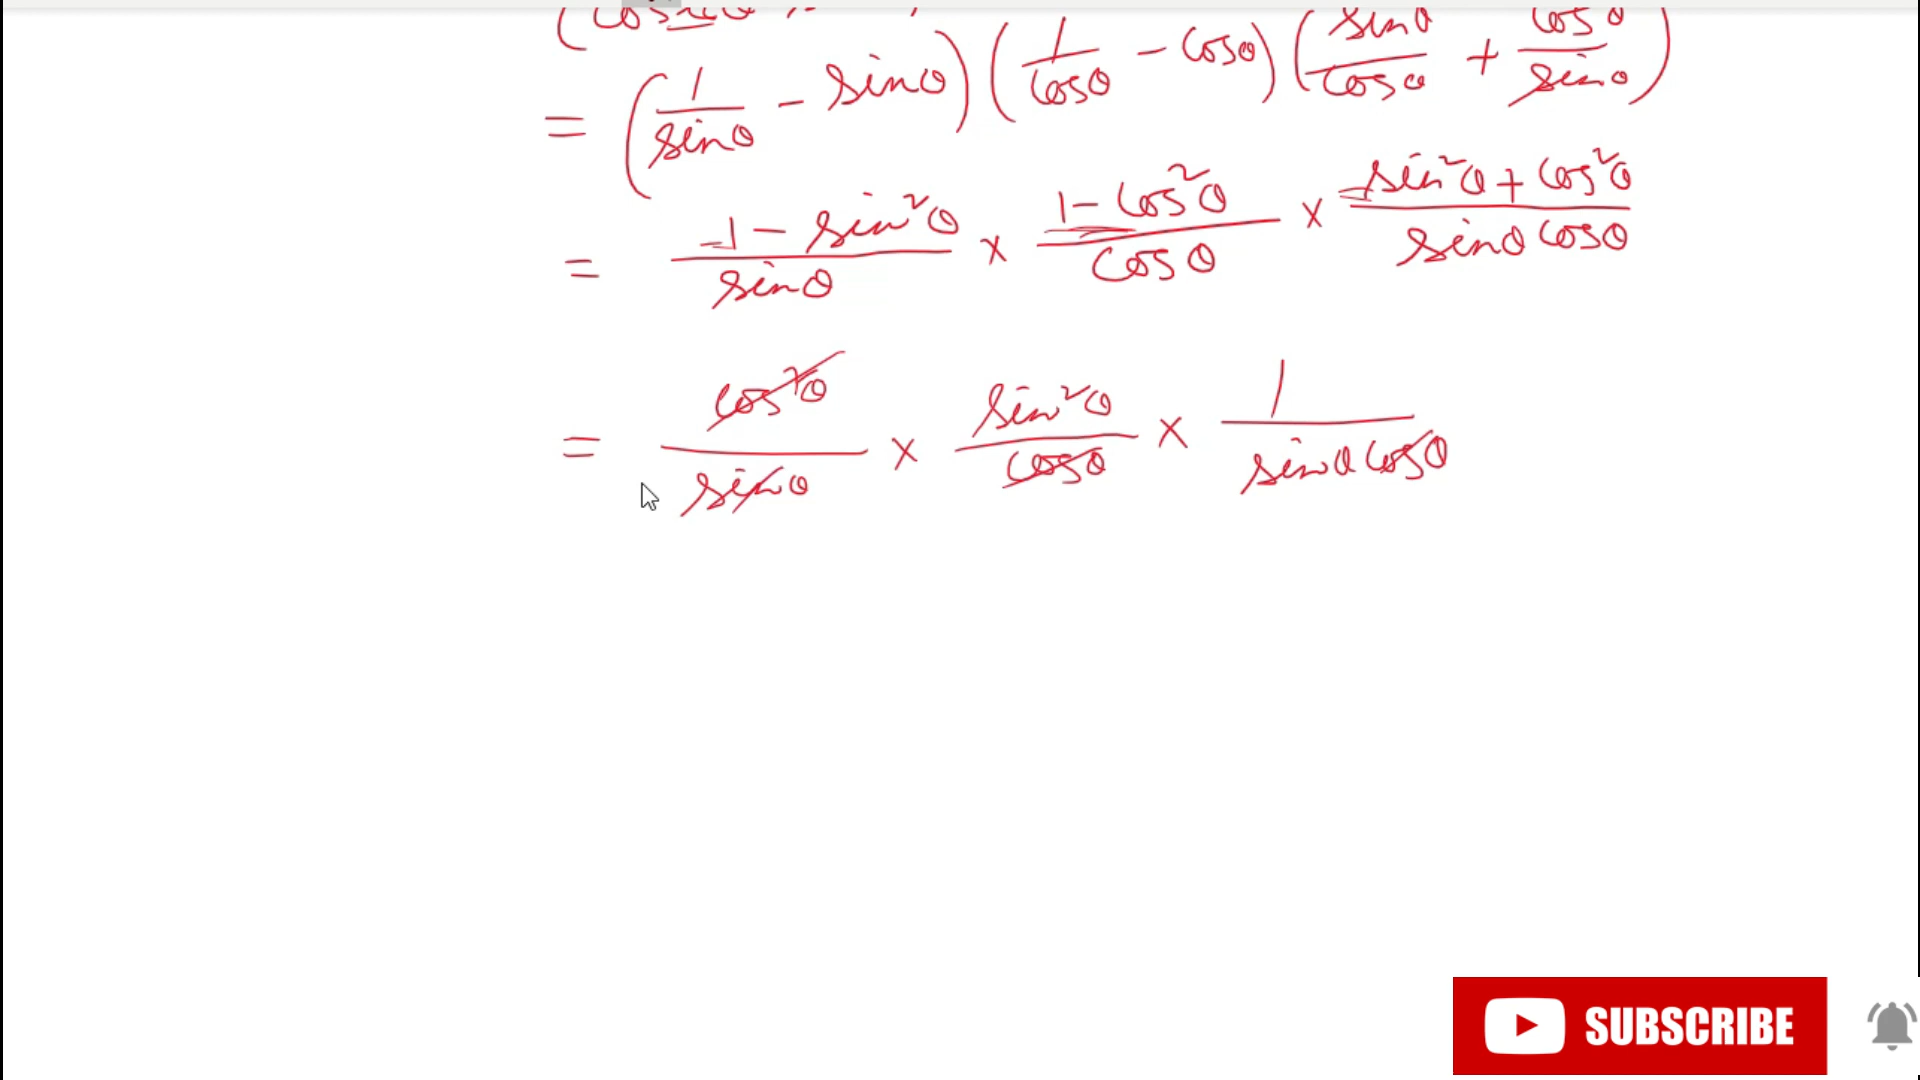 (cosecθ
= (1/sinθ - sinθ) (1/cosθ - cosθ) (sinθ/cosθ + cosθ/sinθ)
= 1 - sin²θ/sinθ × 1 - cos²θ/cosθ × sin²θ + cos²θ/sinθ cosθ
= cos²θ/sinθ × sin²θ/cosθ × 1/sinθ cosθ
SUBSCRIBE